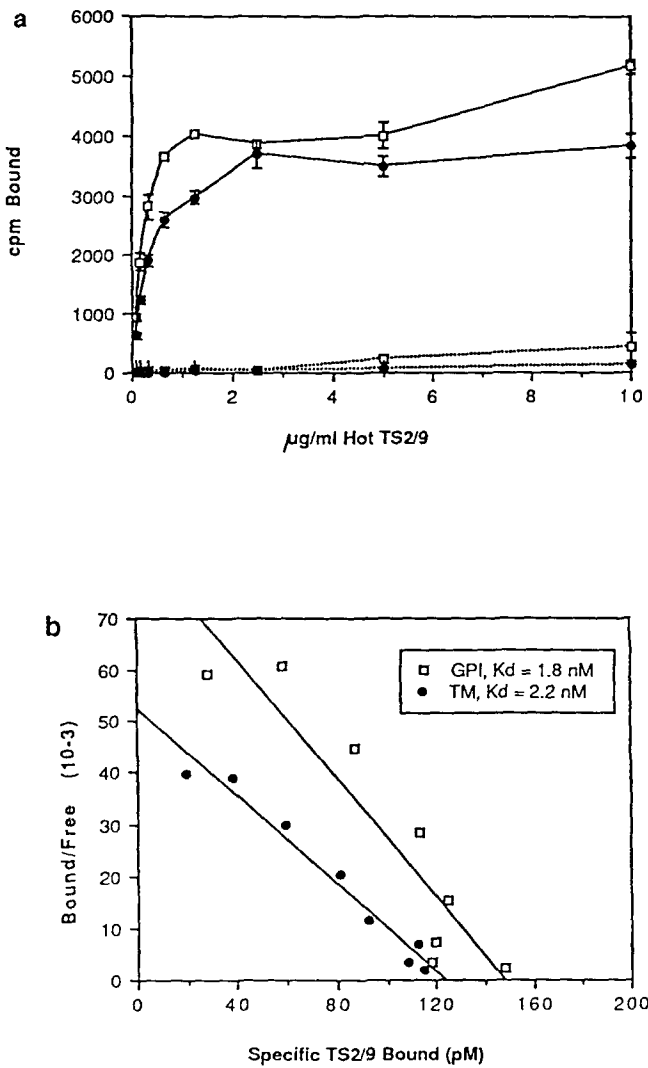 a
6000
5000
4000
3000
2000
1000
0
cpm Bound
0 2 4 6 8 10
µg/ml Hot TS2/9
b
70
60
50
40
30
20
10
0
Bound/Free (10-3)
GPI, Kd = 1.8 nM
TM, Kd = 2.2 nM
0 40 80 120 160 200
Specific TS2/9 Bound (pM)